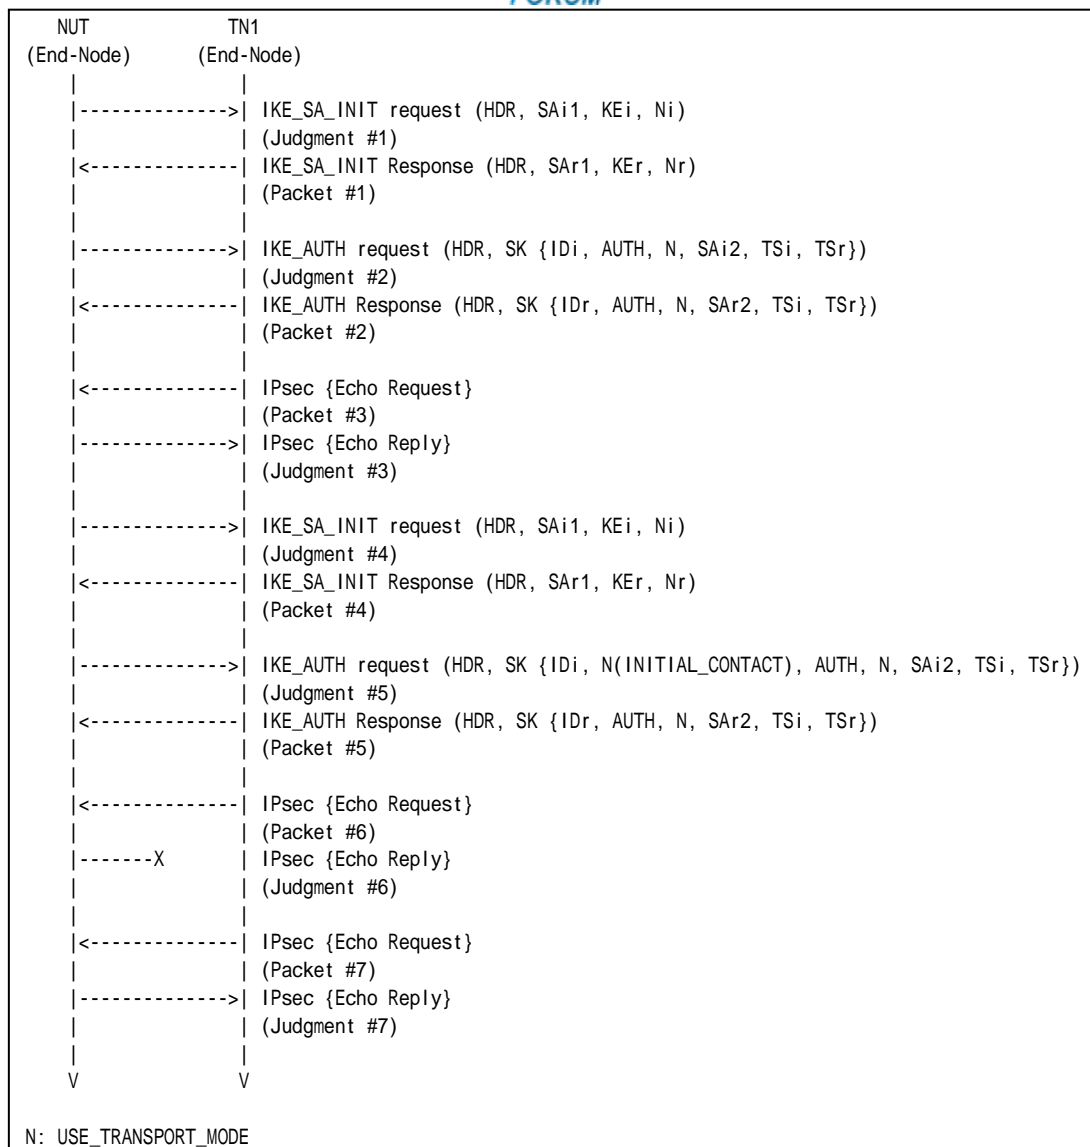 FORUM
NUT TN1
(End-Node) (End-Node)
| |
|-------------->| IKE_SA_INIT request (HDR, SAi1, KEi, Ni)
| | (Judgment #1)
|<--------------| IKE_SA_INIT Response (HDR, SAr1, KEr, Nr)
| | (Packet #1)
| |
|-------------->| IKE_AUTH request (HDR, SK {IDi, AUTH, N, SAi2, TSi, TSr})
| | (Judgment #2)
|<--------------| IKE_AUTH Response (HDR, SK {IDr, AUTH, N, SAr2, TSi, TSr})
| | (Packet #2)
| |
|<--------------| IPsec {Echo Request}
| | (Packet #3)
|-------------->| IPsec {Echo Reply}
| | (Judgment #3)
| |
|-------------->| IKE_SA_INIT request (HDR, SAi1, KEi, Ni)
| | (Judgment #4)
|<--------------| IKE_SA_INIT Response (HDR, SAr1, KEr, Nr)
| | (Packet #4)
| |
|-------------->| IKE_AUTH request (HDR, SK {IDi, N(INITIAL_CONTACT), AUTH, N, SAi2, TSi, TSr})
| | (Judgment #5)
|<--------------| IKE_AUTH Response (HDR, SK {IDr, AUTH, N, SAr2, TSi, TSr})
| | (Packet #5)
| |
|<--------------| IPsec {Echo Request}
| | (Packet #6)
|-------X | IPsec {Echo Reply}
| | (Judgment #6)
| |
|<--------------| IPsec {Echo Request}
| | (Packet #7)
|-------------->| IPsec {Echo Reply}
| | (Judgment #7)
| |
V V
N: USE_TRANSPORT_MODE